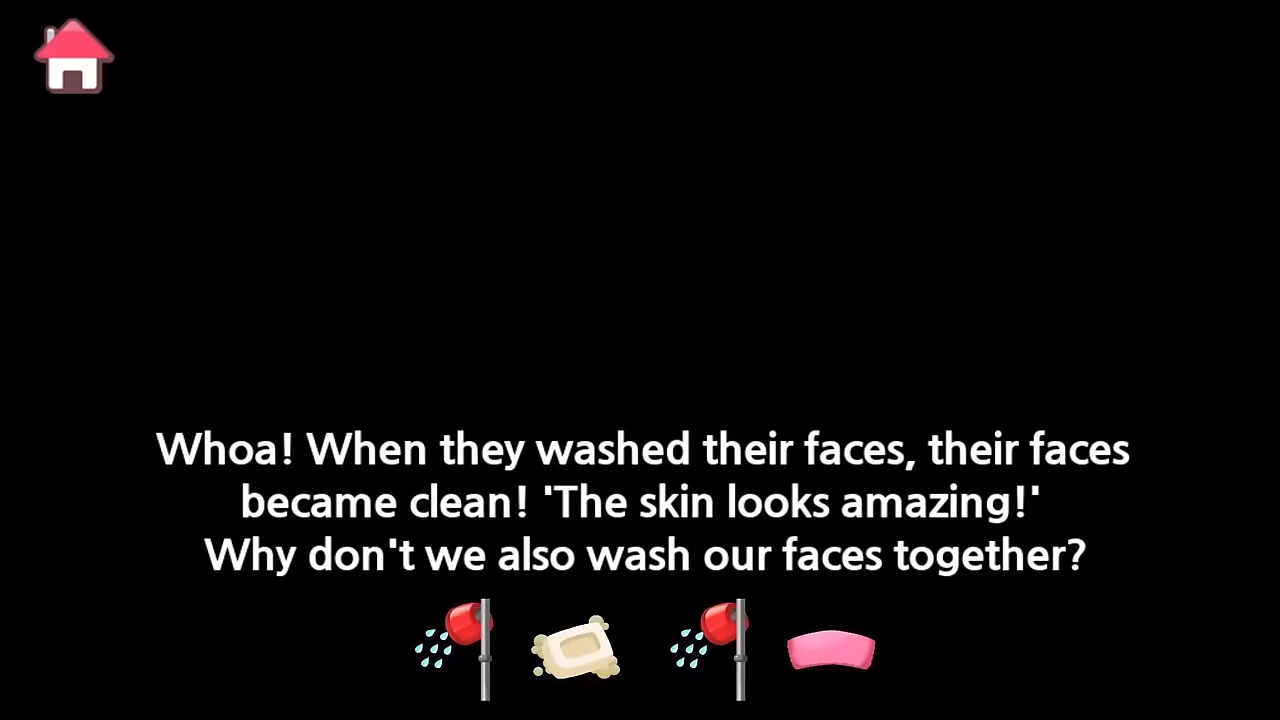 Whoa! When they washed their faces, their faces
became clean! 'The skin looks amazing!'
Why don't we also wash our faces together?